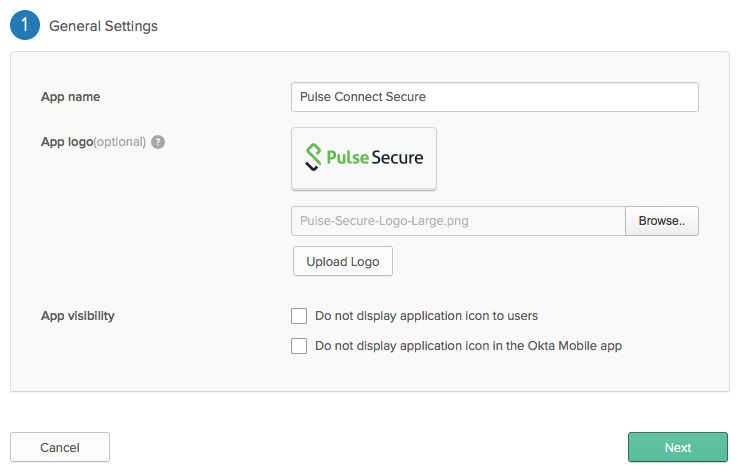 1 General Settings
App name Pulse Connect Secure
App logo(optional) ?
Pulse Secure
Pulse-Secure-Logo-Large.png Browse..
Upload Logo
App visibility Do not display application icon to users
Do not display application icon in the Okta Mobile app
Cancel Next